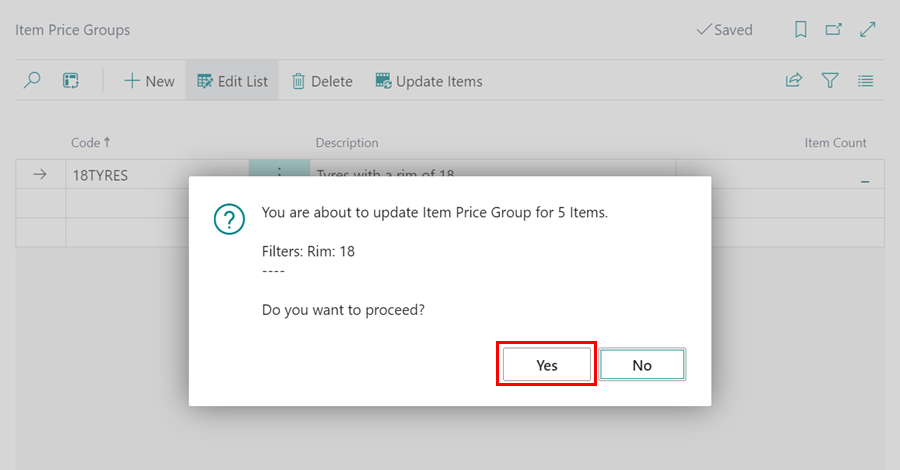 Item Price Groups
Saved
New
Edit List
Delete
Update Items
Code ↑
Description
Item Count
18TYRES
Tyres with a rim of 18
_
You are about to update Item Price Group for 5 Items.
Filters: Rim: 18
----
Do you want to proceed?
Yes
No